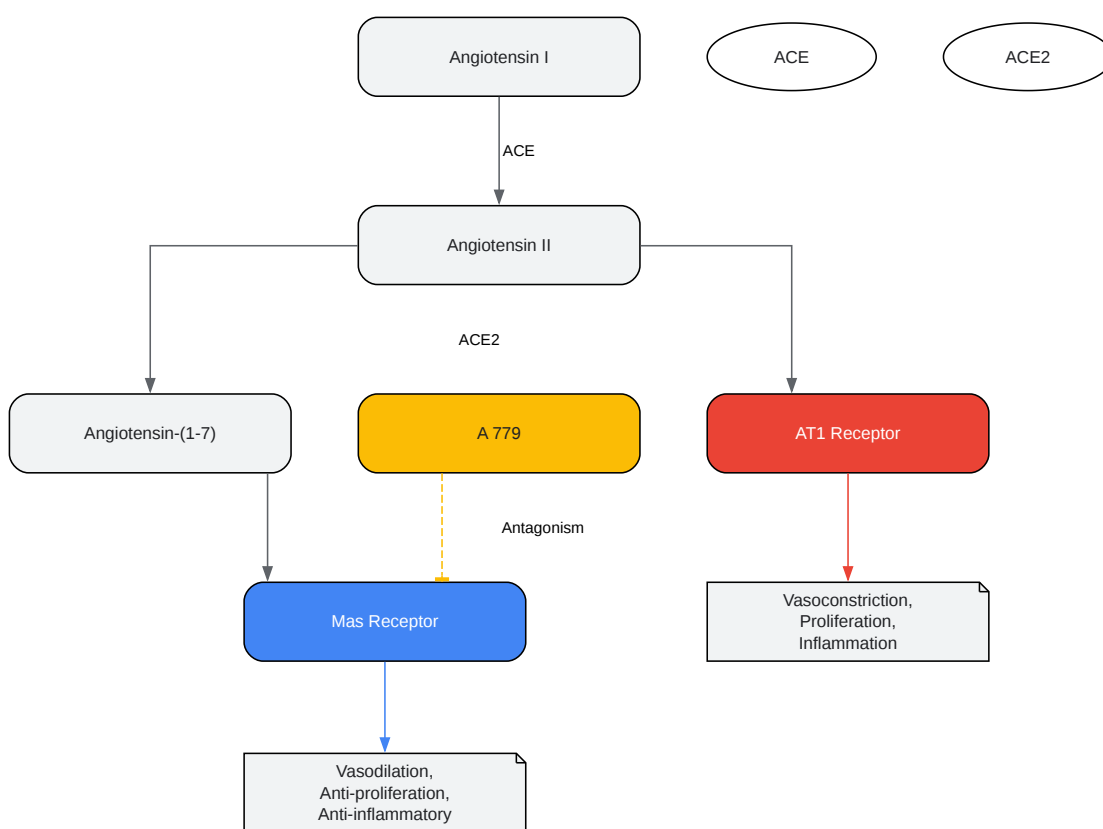 Angiotensin I
ACE
ACE2
ACE
Angiotensin II
ACE2
Angiotensin-(1-7)
A 779
AT1 Receptor
Antagonism
Mas Receptor
Vasoconstriction,
Proliferation,
Inflammation
Vasodilation,
Anti-proliferation,
Anti-inflammatory